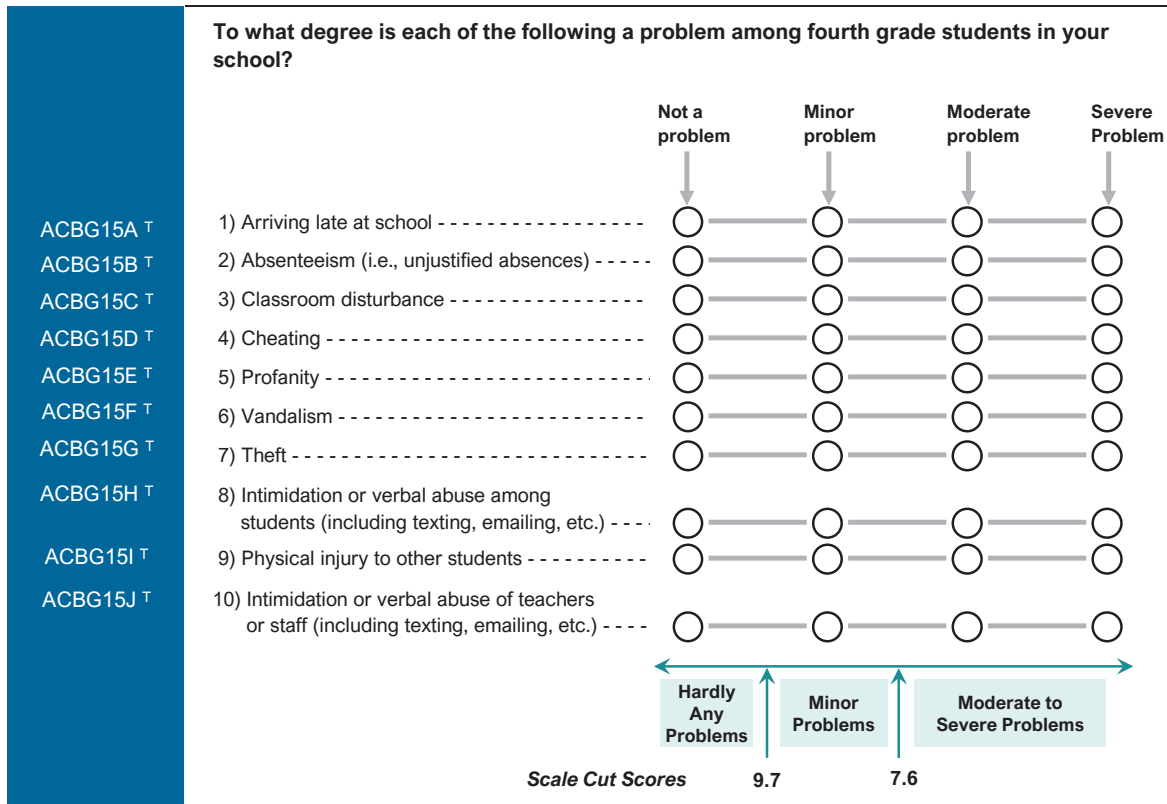 To what degree is each of the following a problem among fourth grade students in your
school?
Not a
problem
Minor
problem
Moderate
problem
Severe
Problem
ACBG15A T
1) Arriving late at school - - - - - - - - - - - - - - - - -
ACBG15B T
2) Absenteeism (i.e., unjustified absences) - - - - -
ACBG15C T
3) Classroom disturbance - - - - - - - - - - - - - - - -
ACBG15D T
4) Cheating - - - - - - - - - - - - - - - - - - - - - - - - - - -
ACBG15E T
5) Profanity - - - - - - - - - - - - - - - - - - - - - - - - - - -
ACBG15F T
6) Vandalism - - - - - - - - - - - - - - - - - - - - - - - - - -
ACBG15G T
7) Theft - - - - - - - - - - - - - - - - - - - - - - - - - - - - - -
ACBG15H T
8) Intimidation or verbal abuse among
students (including texting, emailing, etc.) - - - -
ACBG15I T
9) Physical injury to other students - - - - - - - - - -
ACBG15J T
10) Intimidation or verbal abuse of teachers
or staff (including texting, emailing, etc.) - - - -
Hardly
Any
Problems
Minor
Problems
Moderate to
Severe Problems
Scale Cut Scores 9.7 7.6